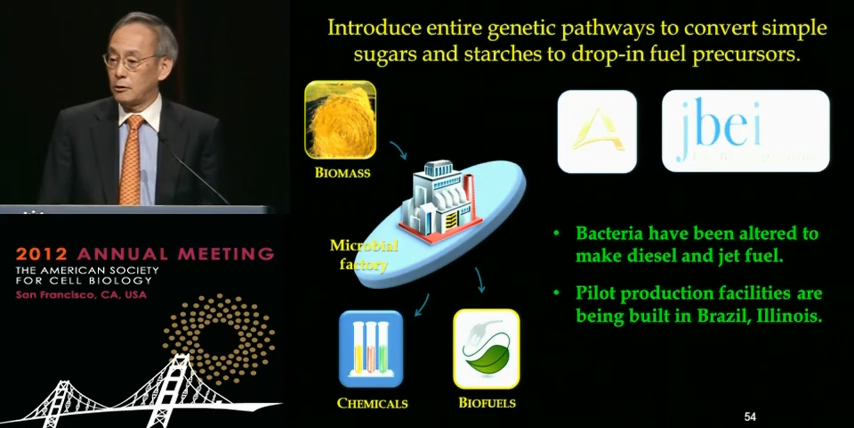 Introduce entire genetic pathways to convert simple
sugars and starches to drop-in fuel precursors.
BIOMASS
jbei
Microbial
factory
• Bacteria have been altered to
make diesel and jet fuel.
• Pilot production facilities are
being built in Brazil, Illinois.
CHEMICALS
BIOFUELS
54
2012 ANNUAL MEETING
THE AMERICAN SOCIETY
FOR CELL BIOLOGY
San Francisco, CA, USA